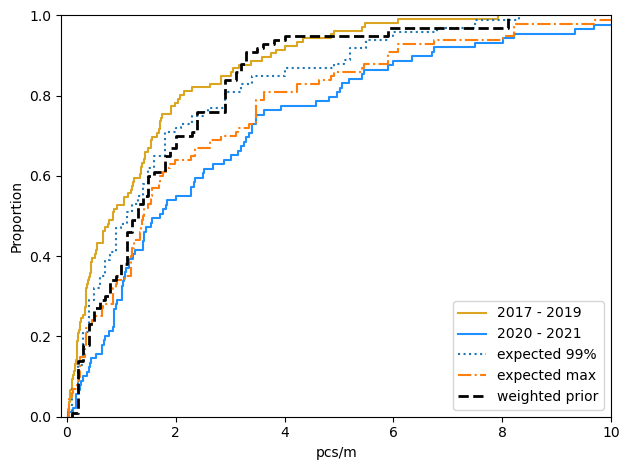 1.0
0.8
0.6
0.4
0.2
0.0
Proportion
0 2 4 6 8 10
pcs/m
2017 - 2019
2020 - 2021
expected 99%
expected max
weighted prior